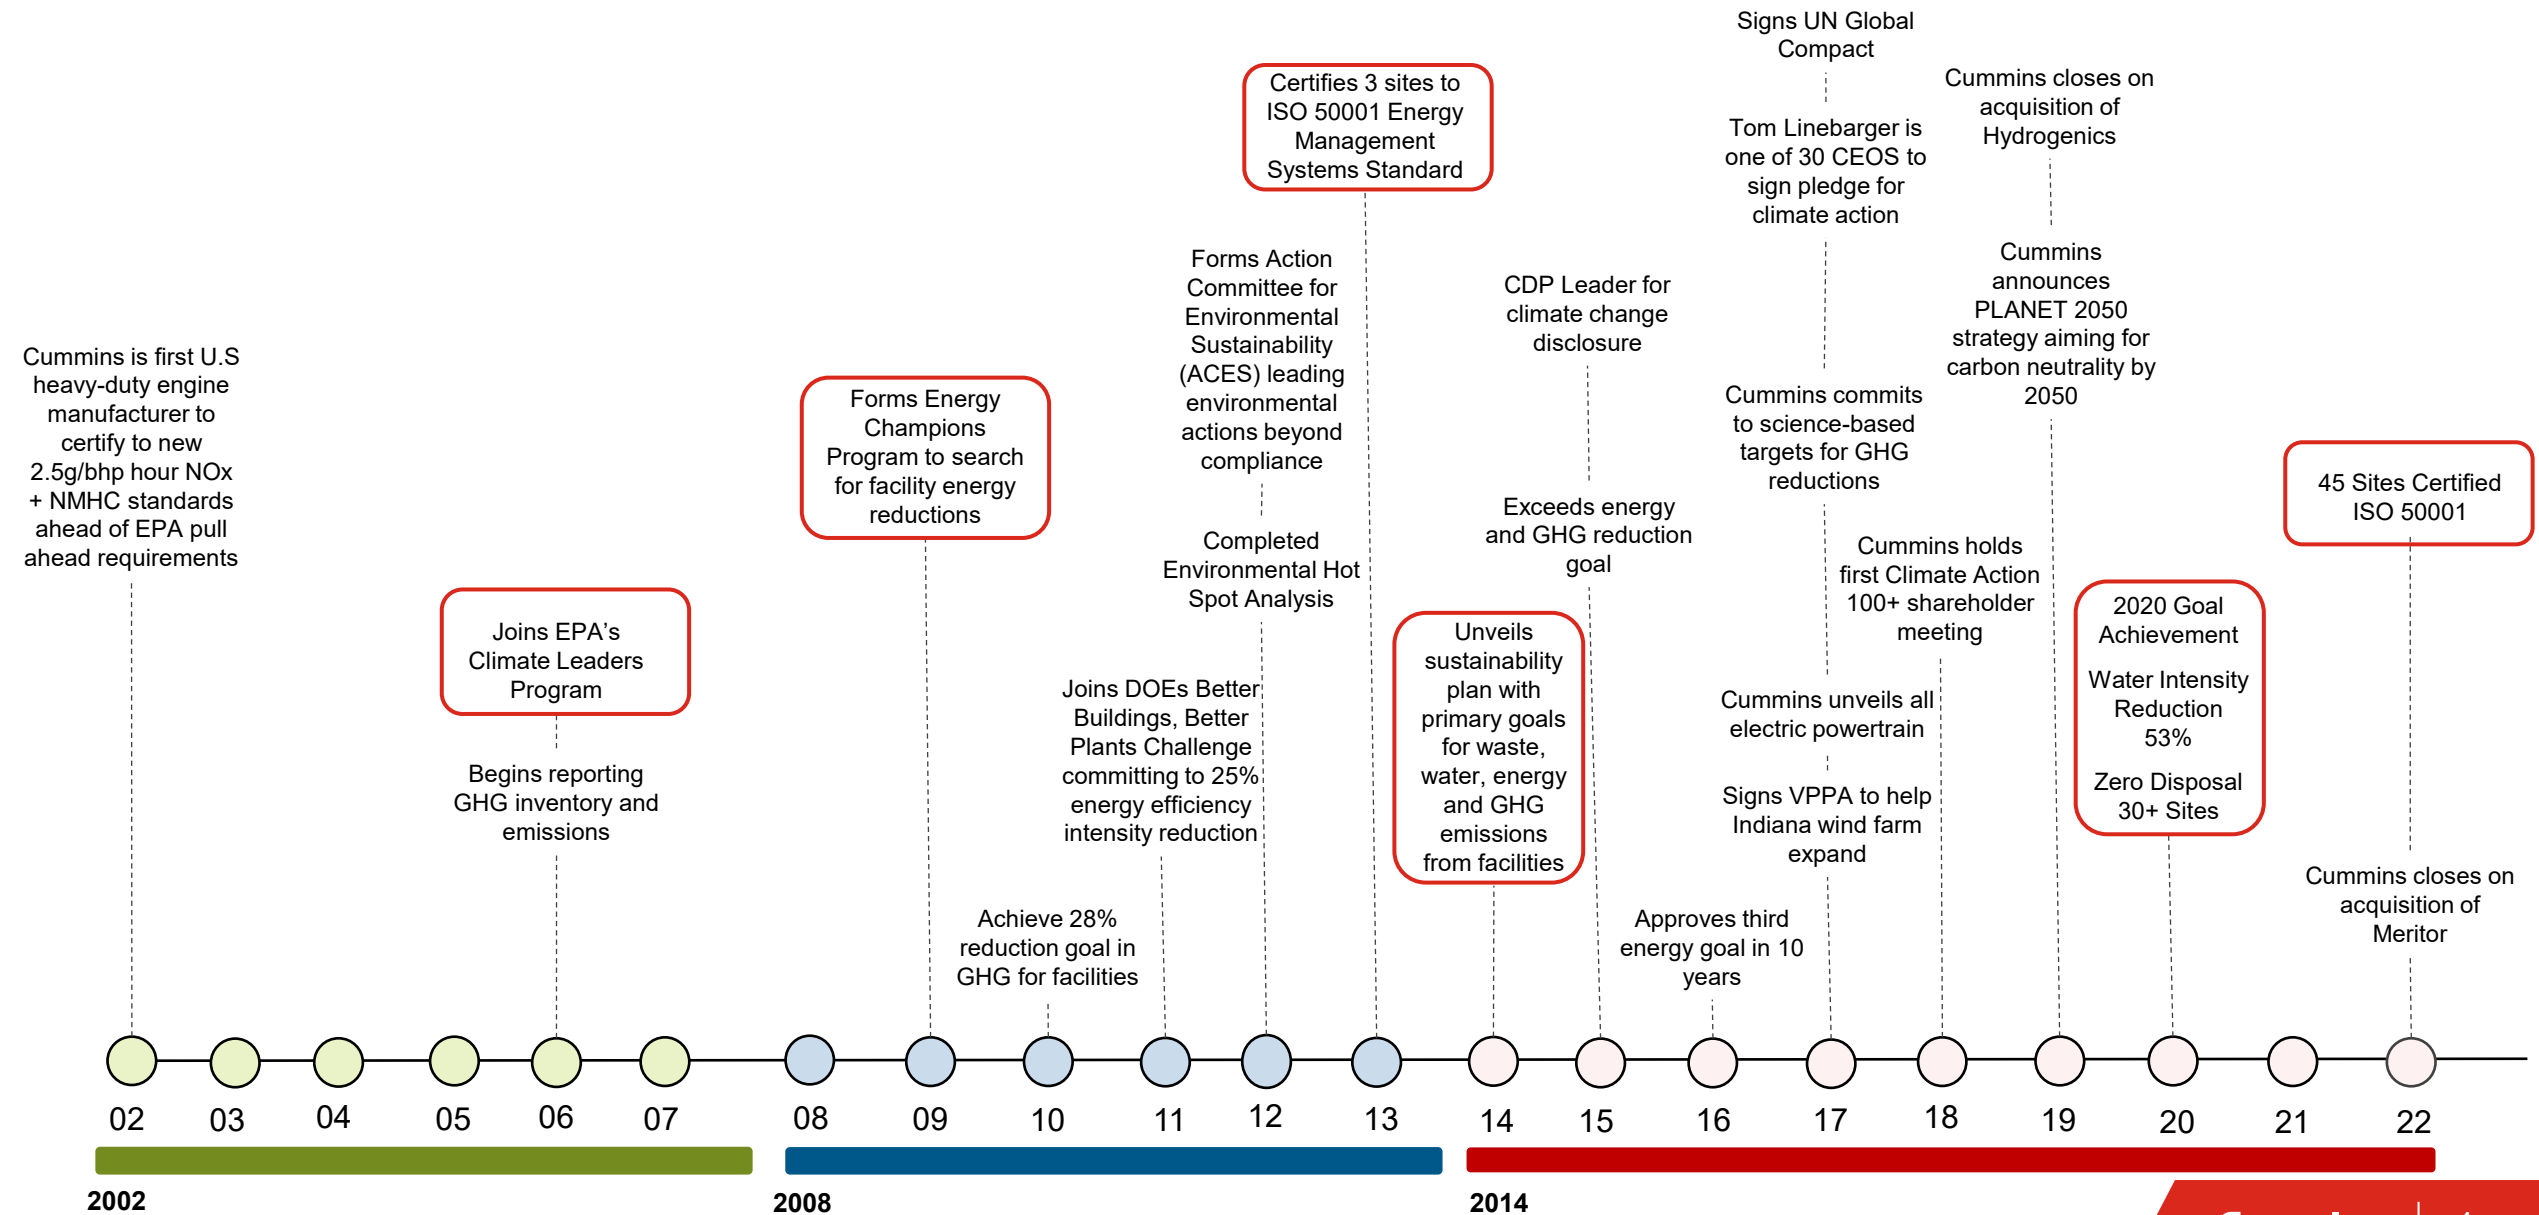 Cummins is first U.S
heavy-duty engine
manufacturer to
certify to new
2.5g/bhp hour NOx
+ NMHC standards
ahead of EPA pull
ahead requirements
Joins EPA’s
Climate Leaders
Program
Begins reporting
GHG inventory and
emissions
Forms Energy
Champions
Program to search
for facility energy
reductions
Achieve 28%
reduction goal in
GHG for facilities
Joins DOEs Better
Buildings, Better
Plants Challenge
committing to 25%
energy efficiency
intensity reduction
Forms Action
Committee for
Environmental
Sustainability
(ACES) leading
environmental
actions beyond
compliance
Completed
Environmental Hot
Spot Analysis
Certifies 3 sites to
ISO 50001 Energy
Management
Systems Standard
Unveils
sustainability
plan with
primary goals
for waste,
water, energy
and GHG
emissions
from facilities
CDP Leader for
climate change
disclosure
Exceeds energy
and GHG reduction
goal
Approves third
energy goal in 10
years
Signs UN Global
Compact
Tom Linebarger is
one of 30 CEOS to
sign pledge for
climate action
Cummins commits
to science-based
targets for GHG
reductions
Cummins unveils all
electric powertrain
Signs VPPA to help
Indiana wind farm
expand
Cummins holds
first Climate Action
100+ shareholder
meeting
Cummins closes on
acquisition of
Hydrogenics
Cummins
announces
PLANET 2050
strategy aiming for
carbon neutrality by
2050
2020 Goal
Achievement
Water Intensity
Reduction
53%
Zero Disposal
30+ Sites
45 Sites Certified
ISO 50001
Cummins closes on
acquisition of
Meritor
02 03 04 05 06 07 08 09 10 11 12 13 14 15 16 17 18 19 20 21 22
2002 2008 2014